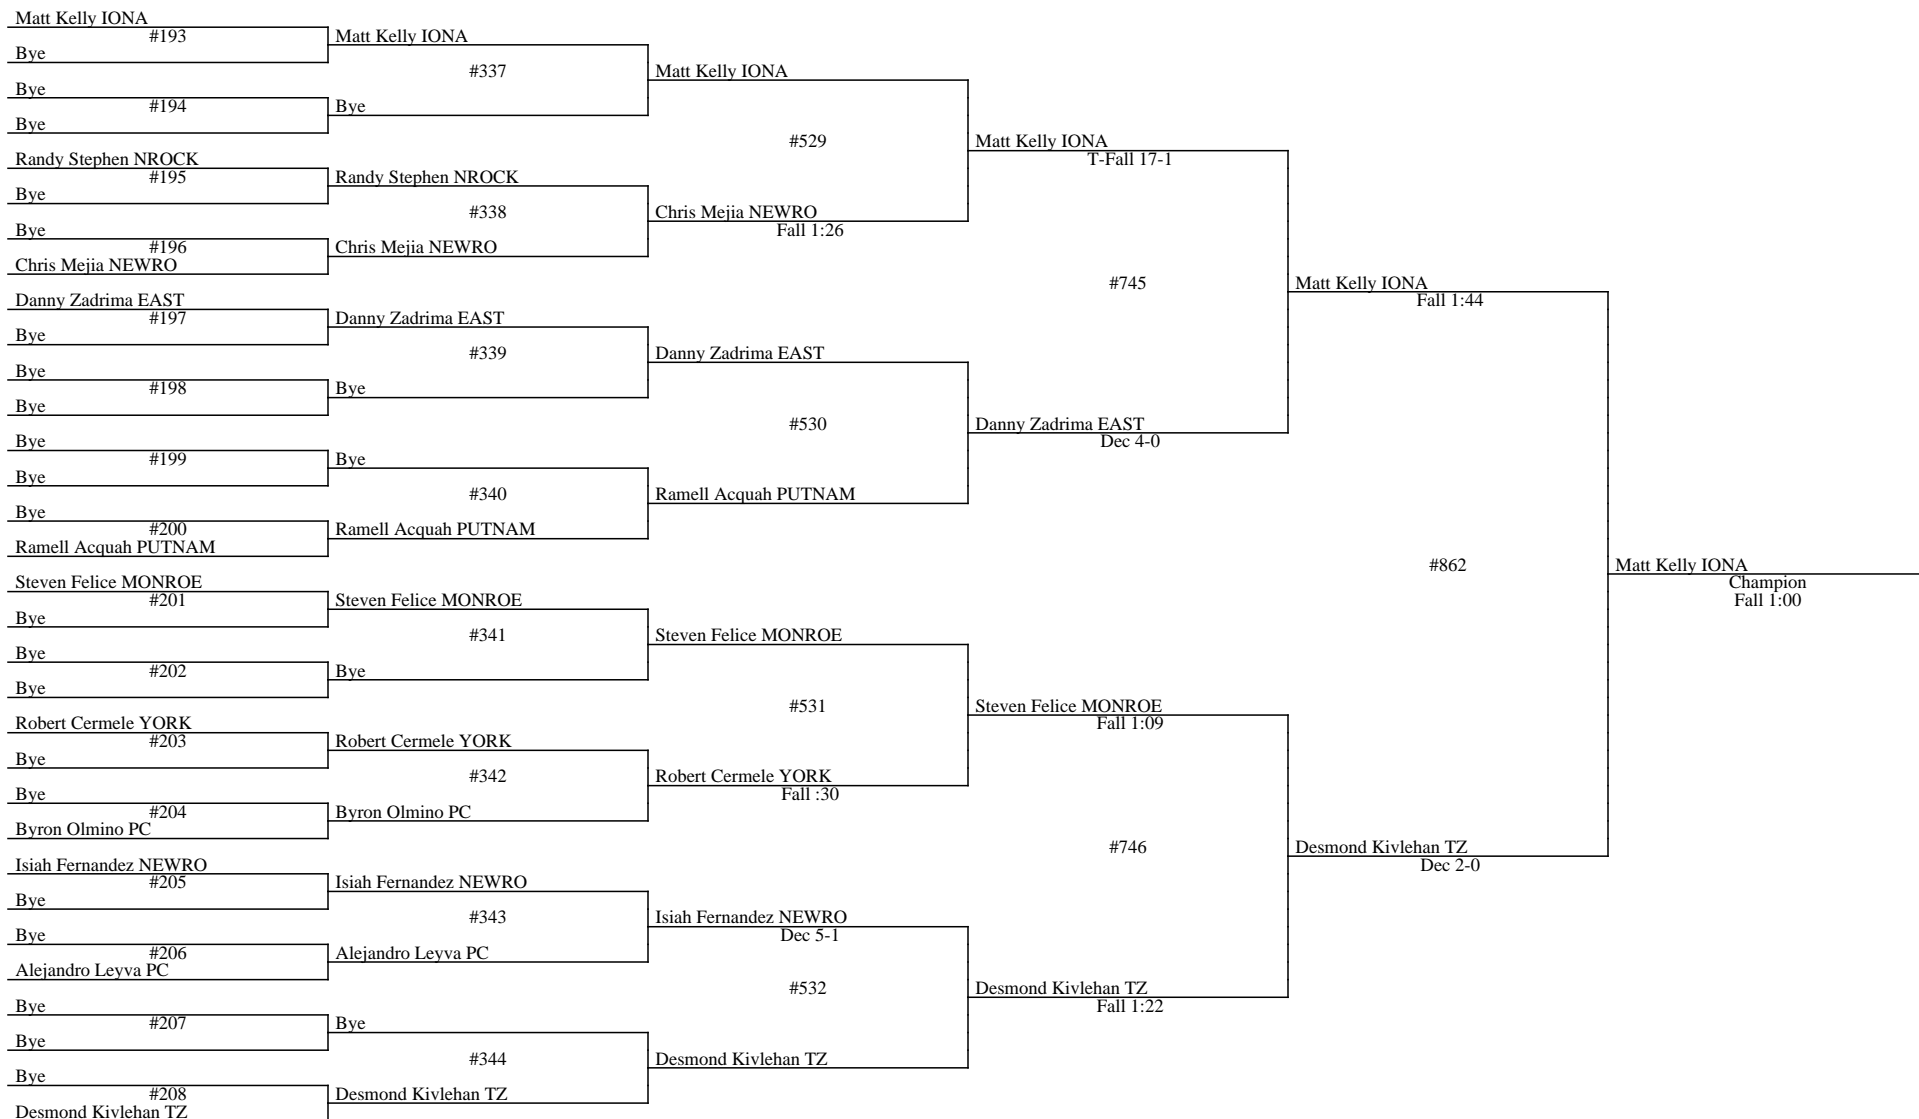 Matt Kelly IONA
#193
Bye
Bye
#194
Bye
Randy Stephen NROCK
#195
Bye
Bye
#196
Chris Mejia NEWRO
Danny Zadrima EAST
#197
Bye
Bye
#198
Bye
Bye
#199
Bye
Bye
#200
Ramell Acquah PUTNAM
Steven Felice MONROE
#201
Bye
Bye
#202
Bye
Robert Cermele YORK
#203
Bye
Bye
#204
Byron Olmino PC
Isiah Fernandez NEWRO
#205
Bye
Bye
#206
Alejandro Leyva PC
Bye
#207
Bye
Bye
#208
Desmond Kivlehan TZ
Matt Kelly IONA
#337
Bye
Randy Stephen NROCK
#338
Chris Mejia NEWRO
Danny Zadrima EAST
#339
Bye
Bye
#340
Ramell Acquah PUTNAM
Steven Felice MONROE
#341
Bye
Robert Cermele YORK
#342
Byron Olmino PC
Isiah Fernandez NEWRO
#343
Alejandro Leyva PC
Bye
#344
Desmond Kivlehan TZ
Matt Kelly IONA
#529
Chris Mejia NEWRO
Fall 1:26
Danny Zadrima EAST
#530
Ramell Acquah PUTNAM
Steven Felice MONROE
#531
Robert Cermele YORK
Fall :30
Isiah Fernandez NEWRO
Dec 5-1
#532
Desmond Kivlehan TZ
Matt Kelly IONA
T-Fall 17-1
#745
Danny Zadrima EAST
Dec 4-0
Steven Felice MONROE
Fall 1:09
#746
Desmond Kivlehan TZ
Fall 1:22
Matt Kelly IONA
Fall 1:44
#862
Desmond Kivlehan TZ
Dec 2-0
Matt Kelly IONA
Champion
Fall 1:00